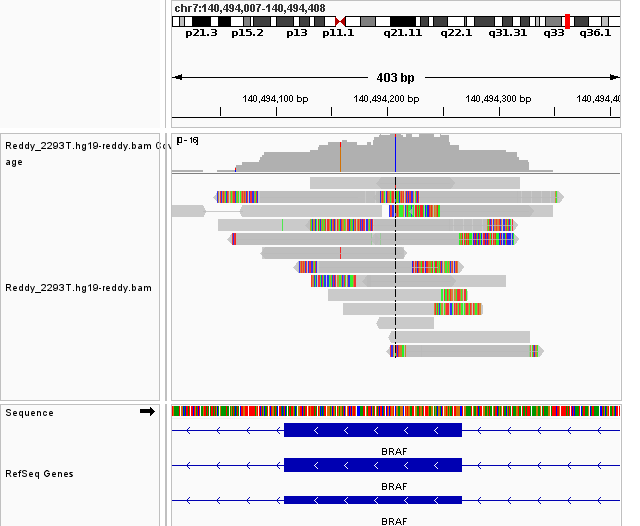 chr7:140,494,007-140,494,408
p21.3 p15.2 p13 p11.1 q21.11 q22.1 q31.31 q33 q36.1
403 bp
140,494,100 bp 140,494,200 bp 140,494,300 bp 140,494,4
Reddy_2293T.hg19-reddy.bam Cov
age
[0 - 16]
Reddy_2293T.hg19-reddy.bam
Sequence
BRAF
RefSeq Genes
BRAF
BRAF